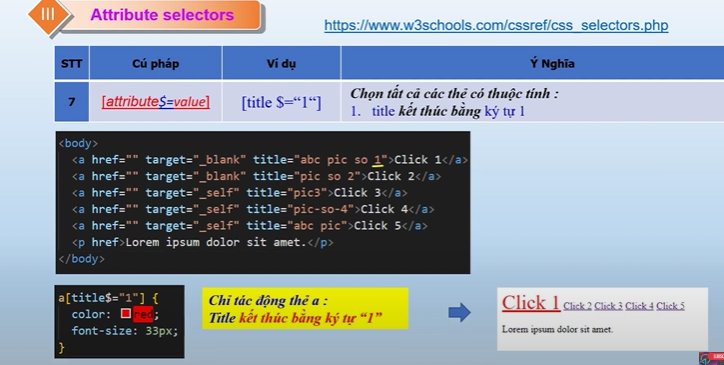 III
Attribute selectors
https://www.w3schools.com/cssref/css_selectors.php
STT Cú pháp Ví dụ Ý Nghĩa
7 [attribute$=value] [title $=“1“] Chọn tất cả các thẻ có thuộc tính :
1. title kết thúc bằng ký tự 1
<body>
<a href="" target="_blank" title="abc pic so 1">Click 1</a>
<a href="" target="_blank" title="pic so 2">Click 2</a>
<a href="" target="_self" title="pic3">Click 3</a>
<a href="" target="_self" title="pic-so-4">Click 4</a>
<a href="" target="_self" title="abc pic">Click 5</a>
<p href>Lorem ipsum dolor sit amet.</p>
</body>
a[title$="1"] {
color: red;
font-size: 33px;
}
Chỉ tác động thẻ a :
Title kết thúc bằng ký tự “1”
Click 1 Click 2 Click 3 Click 4 Click 5
Lorem ipsum dolor sit amet.